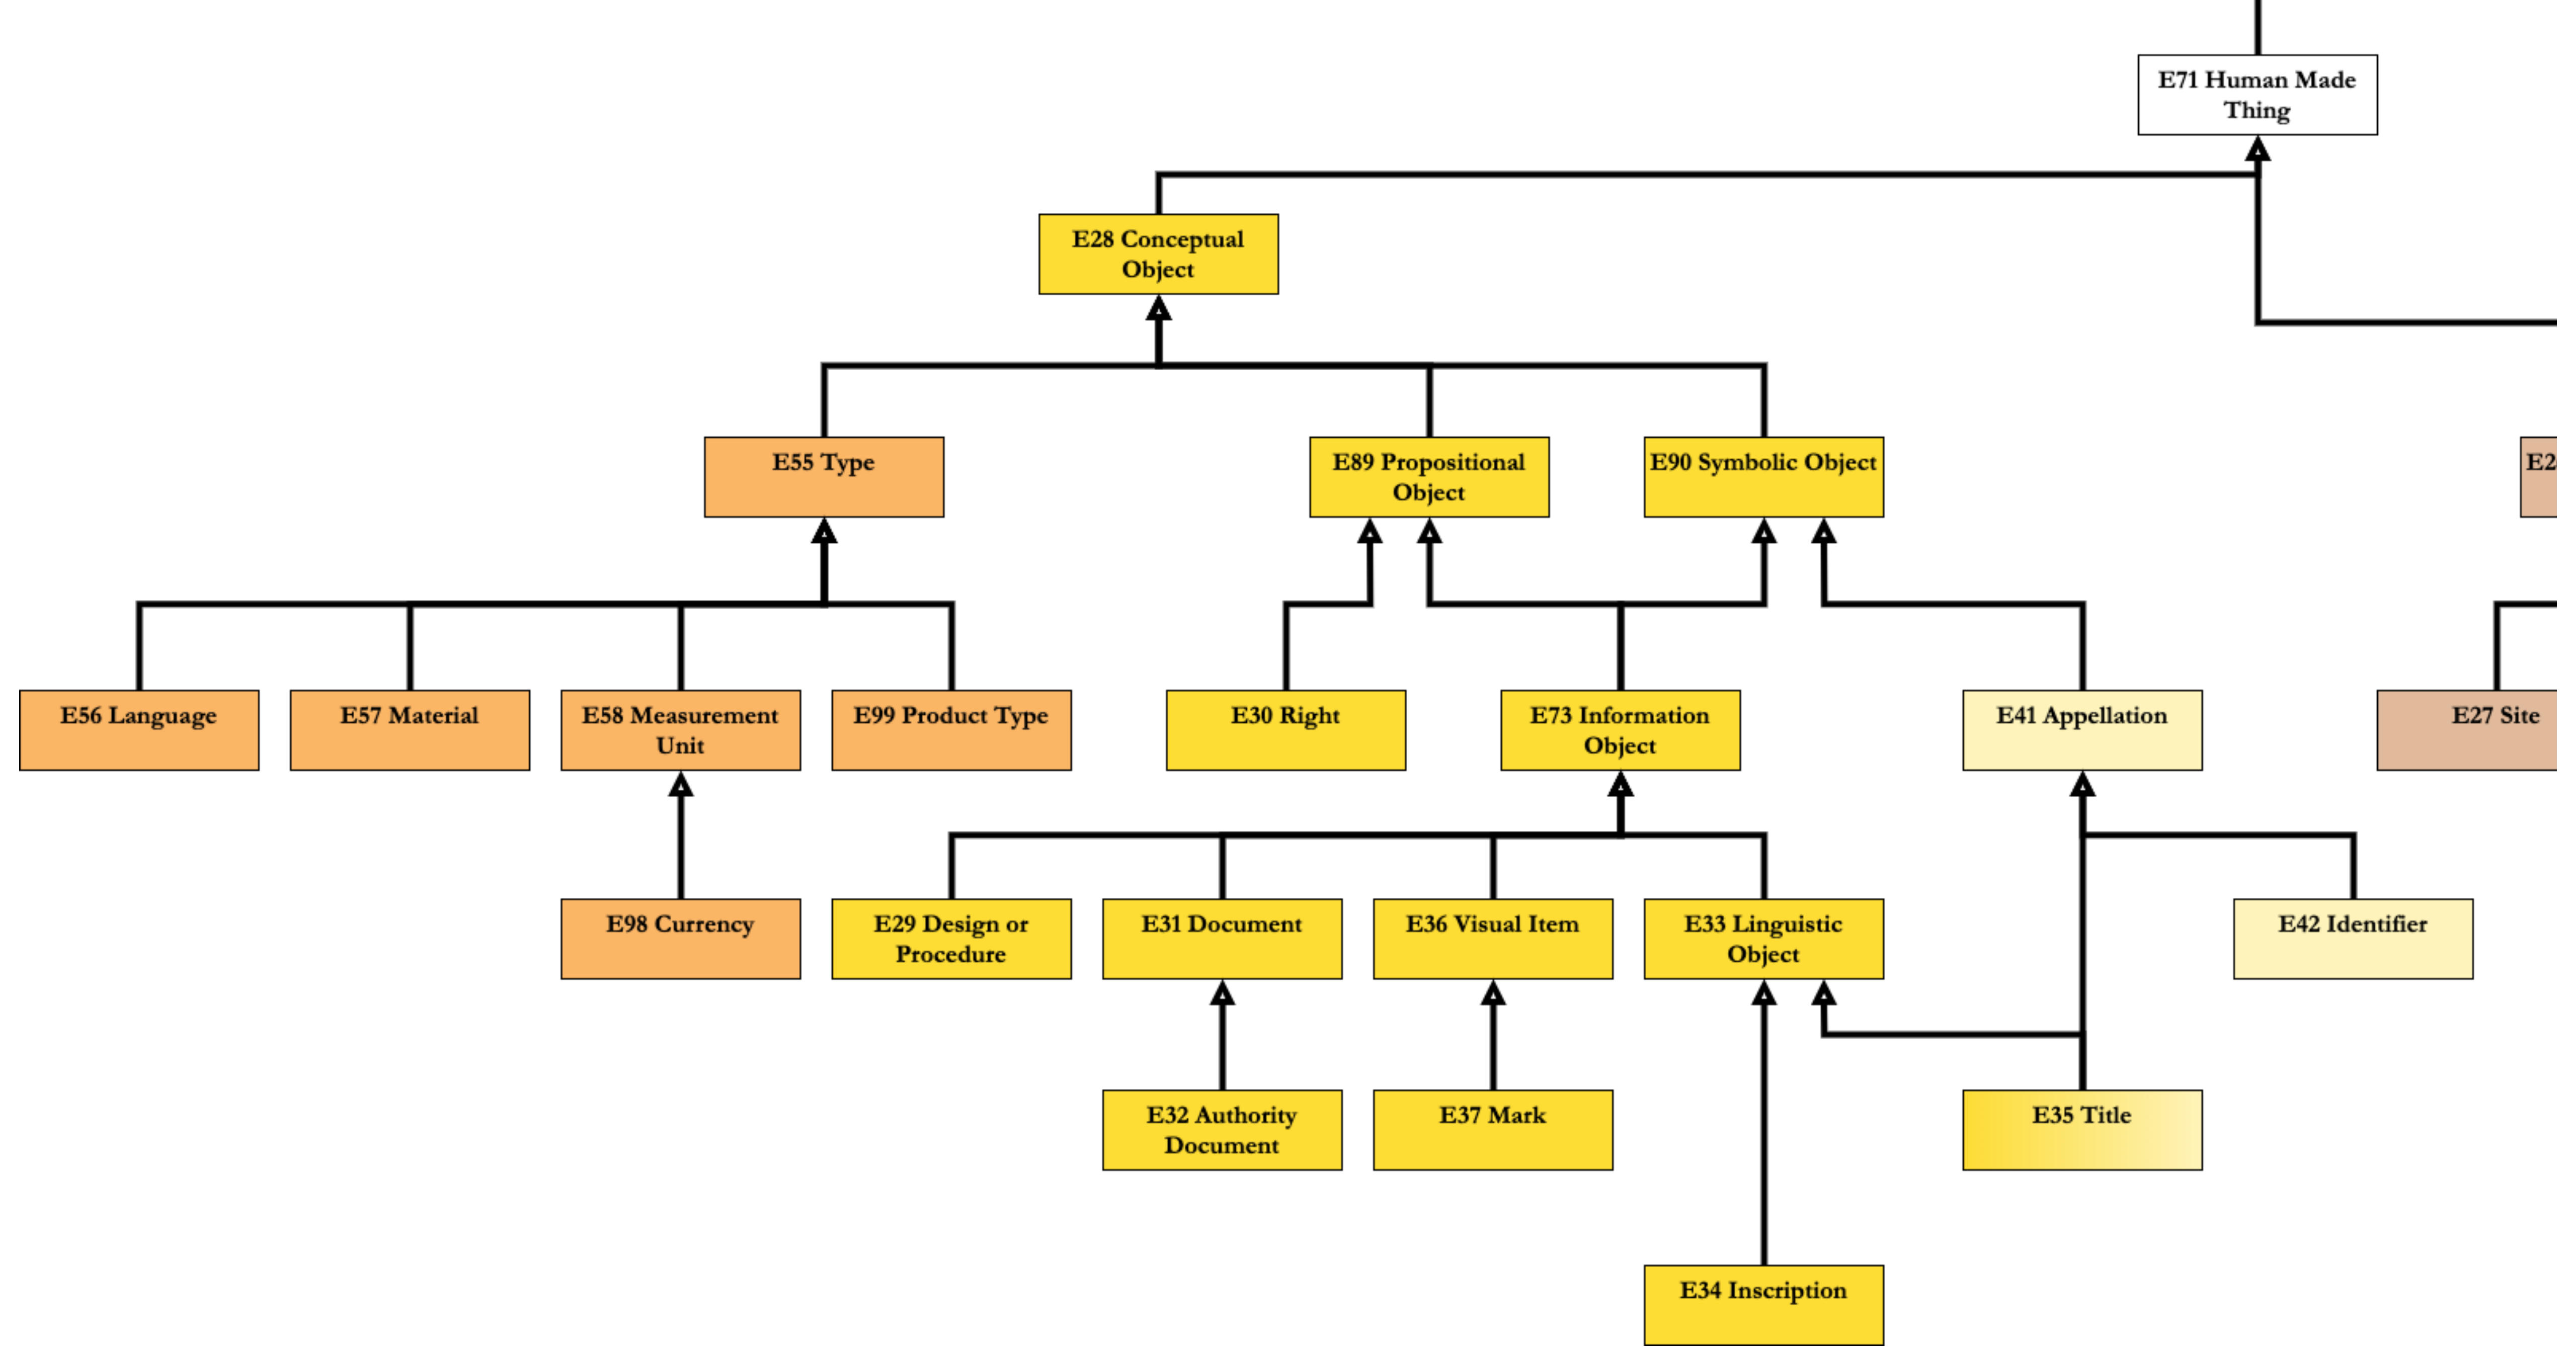 E71 Human Made
Thing
E28 Conceptual
Object
E55 Type
E89 Propositional
Object
E90 Symbolic Object
E2
E56 Language
E57 Material
E58 Measurement
Unit
E99 Product Type
E30 Right
E73 Information
Object
E41 Appellation
E27 Site
E98 Currency
E29 Design or
Procedure
E31 Document
E36 Visual Item
E33 Linguistic
Object
E42 Identifier
E32 Authority
Document
E37 Mark
E35 Title
E34 Inscription